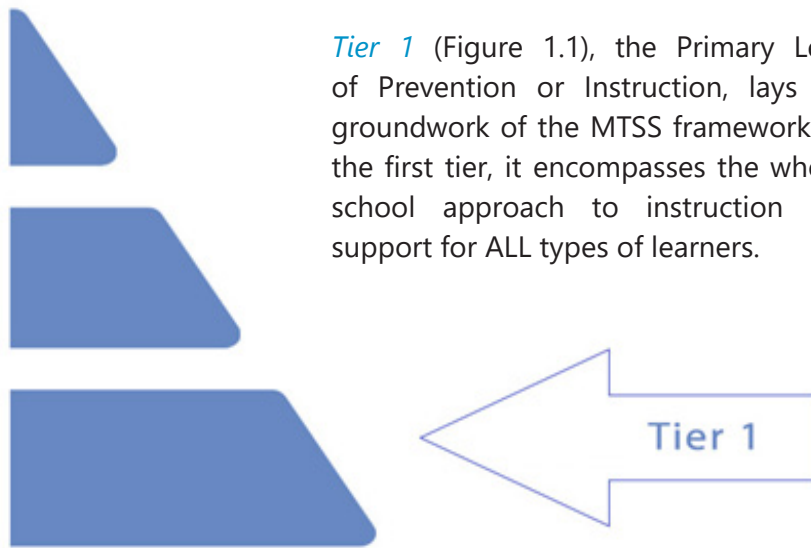 Tier 1 (Figure 1.1), the Primary
of Prevention or Instruction, lays
groundwork of the MTSS framework
the first tier, it encompasses the
school approach to instruction
support for ALL types of learners.
Tier 1